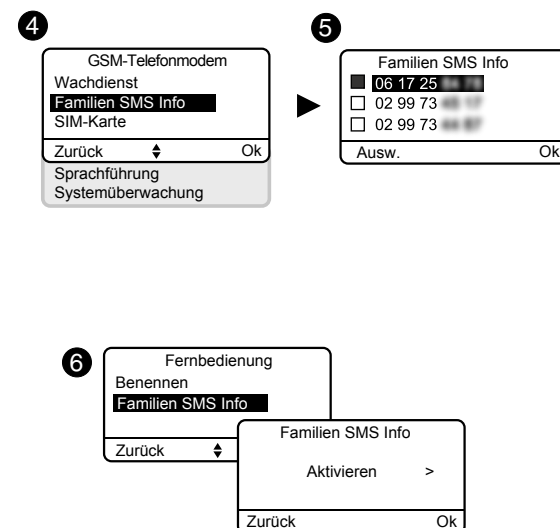 4
GSM-Telefonmodem
Wachdienst
Familien SMS Info
SIM-Karte
Zurück Ok
Sprachführung
Systemüberwachung
5
Familien SMS Info
06 17 25
02 99 73
02 99 73
Ausw. Ok
6
Fernbedienung
Benennen
Familien SMS Info
Zurück
Familien SMS Info
Aktivieren >
Zurück Ok